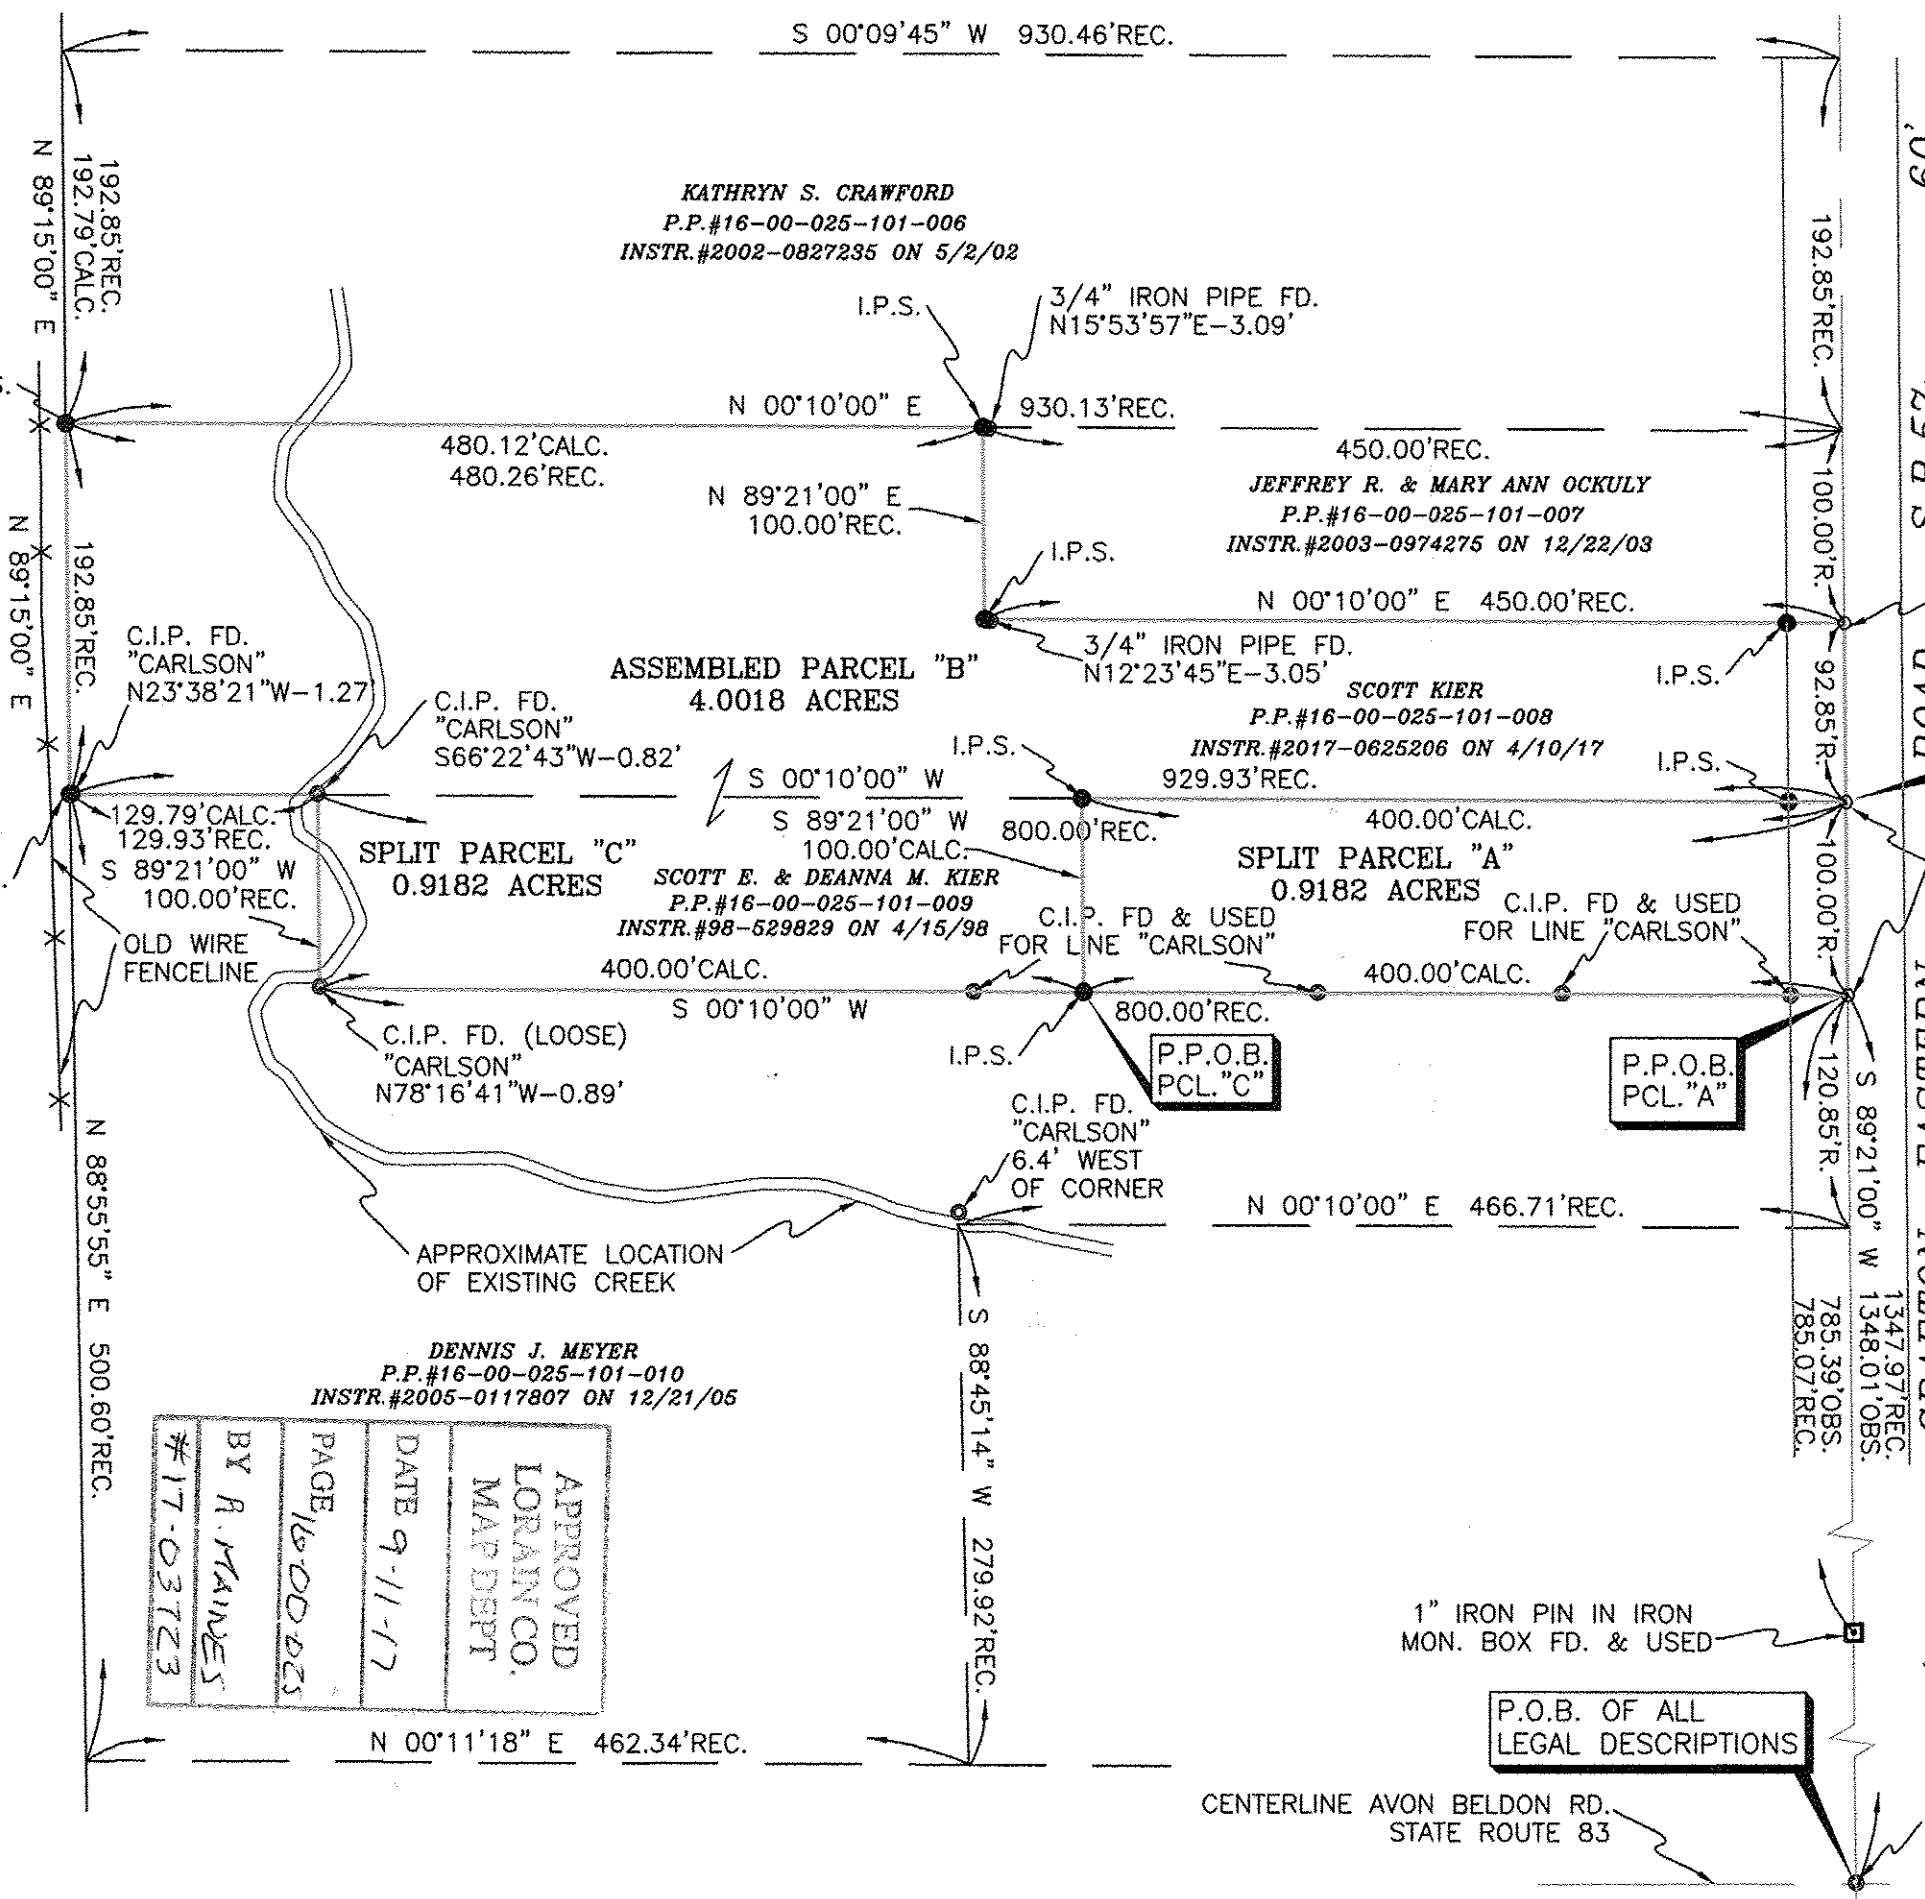 S 00°09'45" W 930.46'REC.
192.85'REC.
192.79'CALC.
N 89°15'00" E
KATHRYN S. CRAWFORD
P.P.#16-00-025-101-006
INSTR.#2002-0827235 ON 5/2/02
I.P.S.
3/4" IRON PIPE FD.
N15°53'57"E-3.09'
192.85'REC.
60'
N 00°10'00" E 930.13'REC.
480.12'CALC.
480.26'REC.
450.00'REC.
JEFFREY R. & MARY ANN OCKULY
P.P.#16-00-025-101-007
INSTR.#2003-0974275 ON 12/22/03
N 89°21'00" E
100.00'REC.
100.00'R.
I.P.S.
N 00°10'00" E 450.00'REC.
3/4" IRON PIPE FD.
N12°23'45"E-3.05'
I.P.S.
92.85'R.
N 89°15'00" E
192.85'REC.
C.I.P. FD.
"CARLSON"
N23°38'21"W-1.27'
ASSEMBLED PARCEL "B"
4.0018 ACRES
C.I.P. FD.
"CARLSON"
S66°22'43"W-0.82'
SCOTT KIER
P.P.#16-00-025-101-008
INSTR.#2017-0625206 ON 4/10/17
I.P.S.
I.P.S.
S 00°10'00" W 929.93'REC.
129.79'CALC.
129.93'REC.
S 89°21'00" W
100.00'REC.
S 89°21'00" W
100.00'CALC.
800.00'REC.
400.00'CALC.
SPLIT PARCEL "C"
0.9182 ACRES
SCOTT E. & DEANNA M. KIER
P.P.#16-00-025-101-009
INSTR.#98-529829 ON 4/15/98
SPLIT PARCEL "A"
0.9182 ACRES
100.00'R.
C.I.P. FD & USED
FOR LINE "CARLSON"
C.I.P. FD & USED
FOR LINE "CARLSON"
OLD WIRE
FENCELINE
400.00'CALC.
S 00°10'00" W
400.00'CALC.
800.00'REC.
C.I.P. FD. (LOOSE)
"CARLSON"
N78°16'41"W-0.89'
I.P.S.
P.P.O.B.
PCL."C"
P.P.O.B.
PCL."A"
120.85'R.
S 89°21'00" W 1347.97'REC.
1348.01'OBS.
785.39'OBS.
785.07'REC.
C.I.P. FD.
"CARLSON"
6.4' WEST
OF CORNER
N 00°10'00" E 466.71'REC.
APPROXIMATE LOCATION
OF EXISTING CREEK
N 88°55'55" E 500.60'REC.
DENNIS J. MEYER
P.P.#16-00-025-101-010
INSTR.#2005-0117807 ON 12/21/05
S 88°45'14" W 279.92'REC.
APPROVED
LORAIN CO.
MAP DEPT
DATE 9-11-17
PAGE 16-00-025
BY A. MAINES
#17-03723
N 00°11'18" E 462.34'REC.
1" IRON PIN IN IRON
MON. BOX FD. & USED
P.O.B. OF ALL
LEGAL DESCRIPTIONS
CENTERLINE AVON BELDON RD.
STATE ROUTE 83